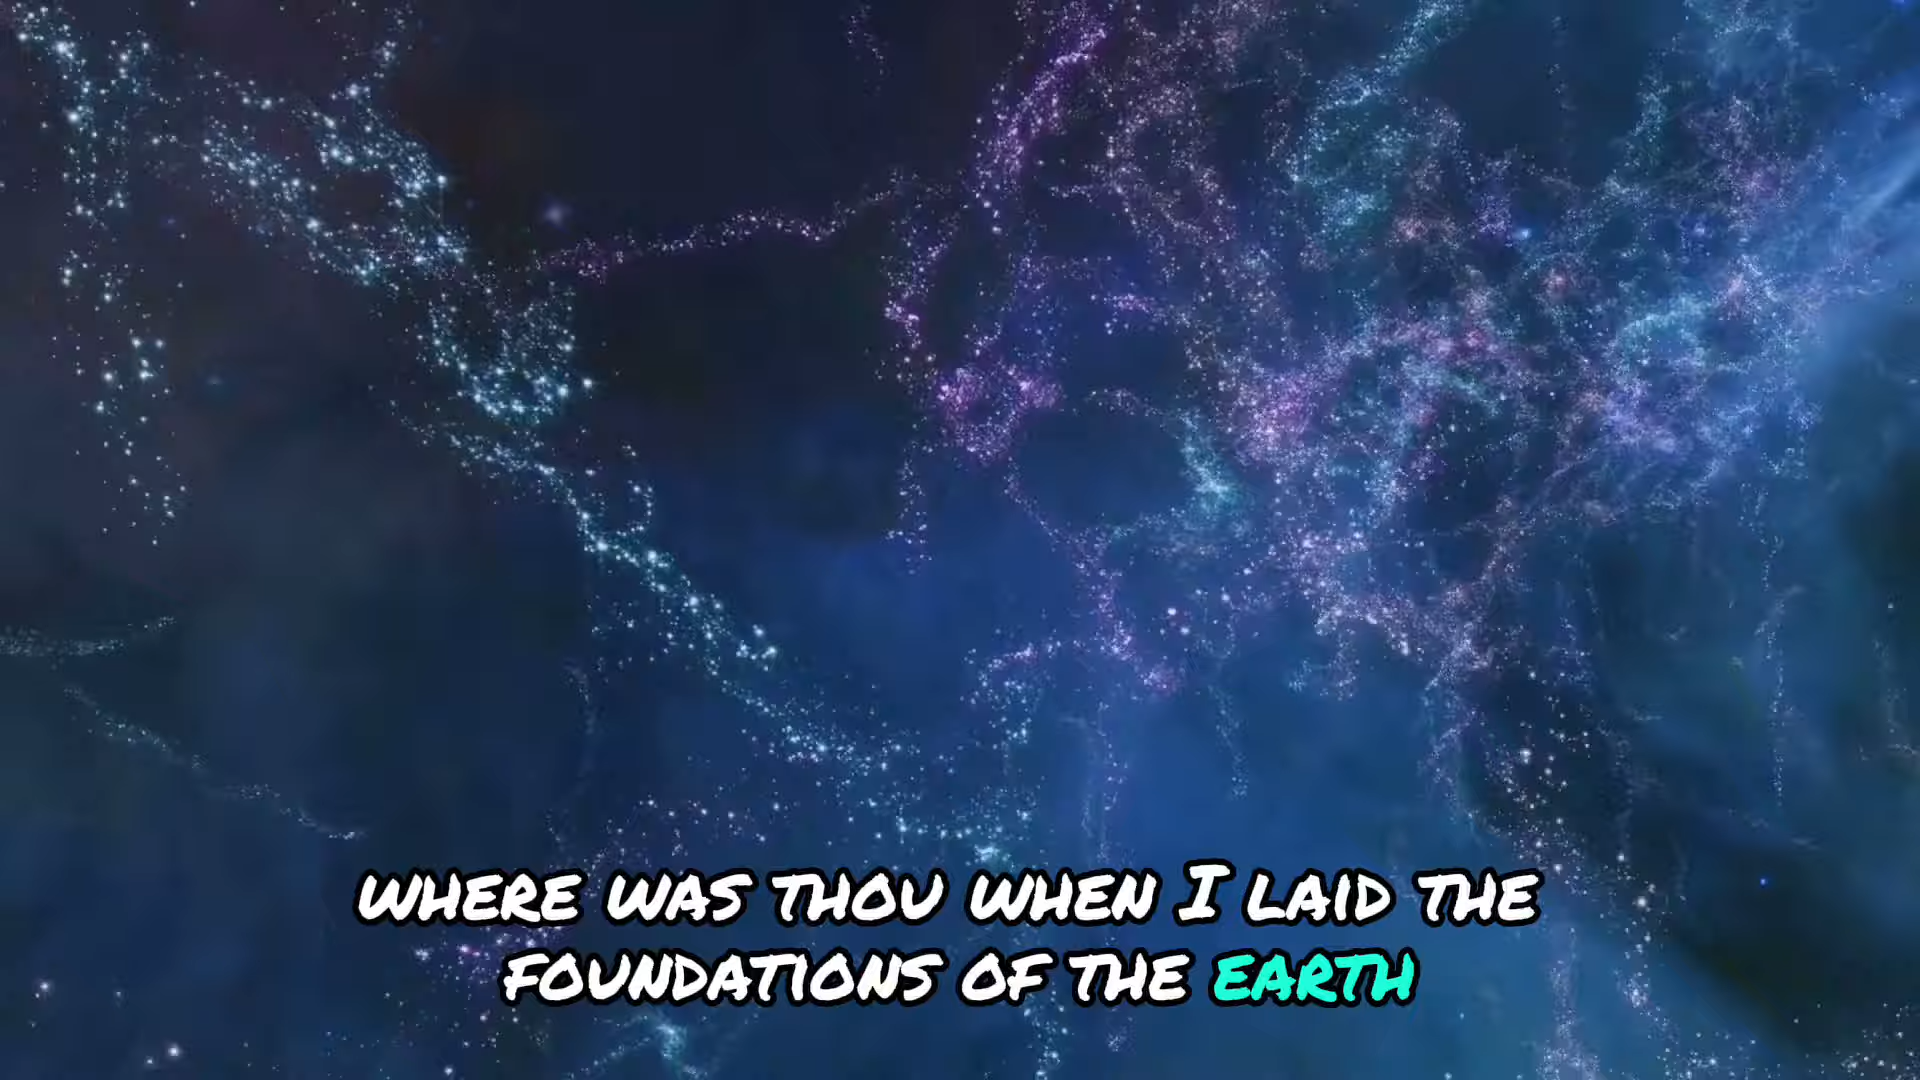 WHERE WAS THOU WHEN I LAID THE
FOUNDATIONS OF THE EARTH